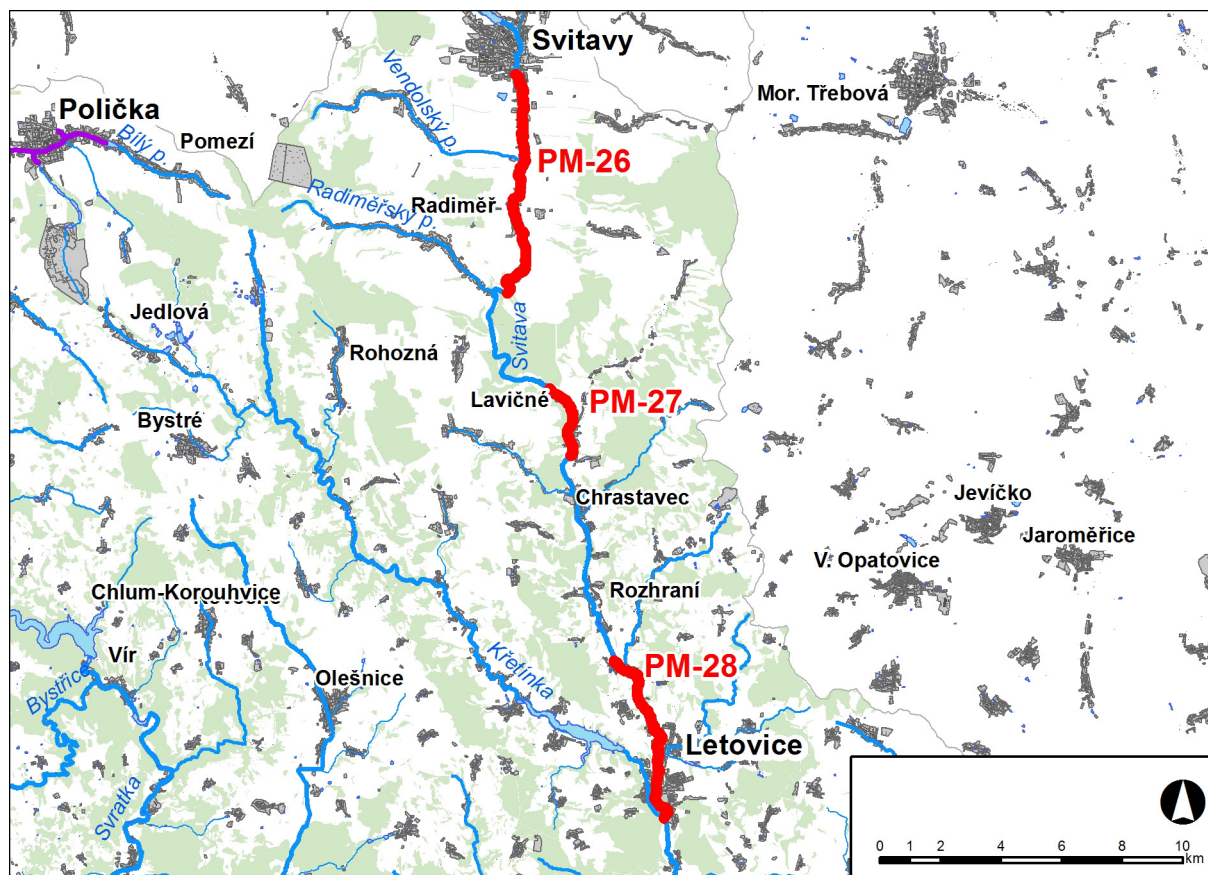 Svitavy
Vendolský p.
Mor. Třebová
Polička
Bílý p.
Pomezí
PM-26
Radiměřský p.
Radiměř
Jedlová
Svitava
Rohozná
Lavičné
PM-27
Bystré
Chrastavec
Jevíčko
Jaroměřice
V. Opatovice
Chlum-Korouhvice
Rozhraní
Vír
Křetínka
PM-28
Bystřice
Olešnice
Letovice
Svratka
0 1 2 4 6 8 10
km